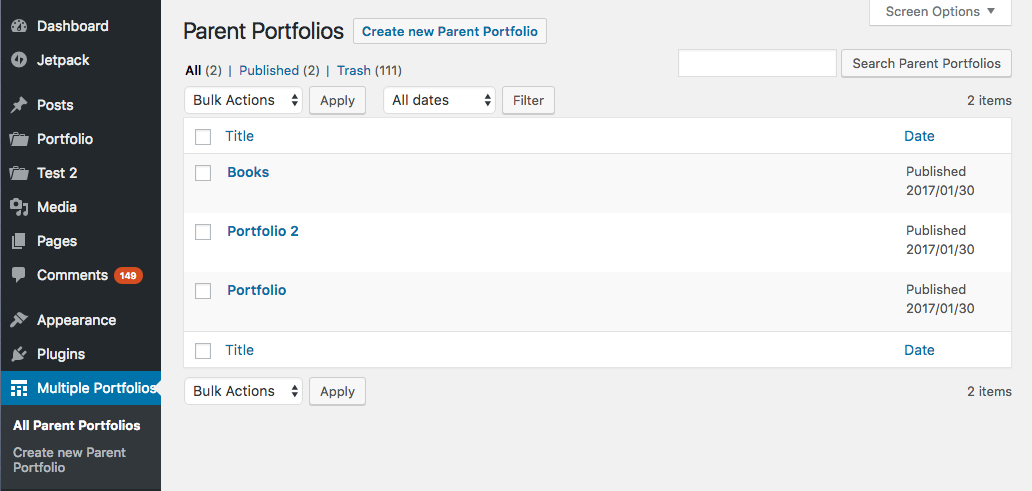 Dashboard
Jetpack
Posts
Portfolio
Test 2
Media
Pages
Comments 149
Appearance
Plugins
Multiple Portfolios
All Parent Portfolios
Create new Parent
Portfolio
Screen Options
Parent Portfolios Create new Parent Portfolio
All (2) | Published (2) | Trash (111)
Search Parent Portfolios
Bulk Actions Apply All dates Filter 2 items
Title Date
Books Published
2017/01/30
Portfolio 2 Published
2017/01/30
Portfolio Published
2017/01/30
Title Date
Bulk Actions Apply 2 items